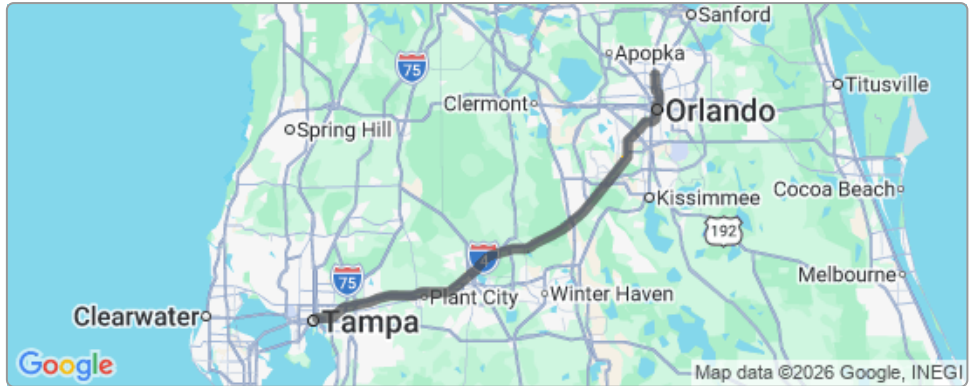 Sanford
Apopka
75
Titusville
Clermont
Orlando
Spring Hill
Cocoa Beach
Kissimmee
192
4
Melbourne
75
Plant City
Winter Haven
Clearwater
Tampa
Google
Map data ©2026 Google, INEGI